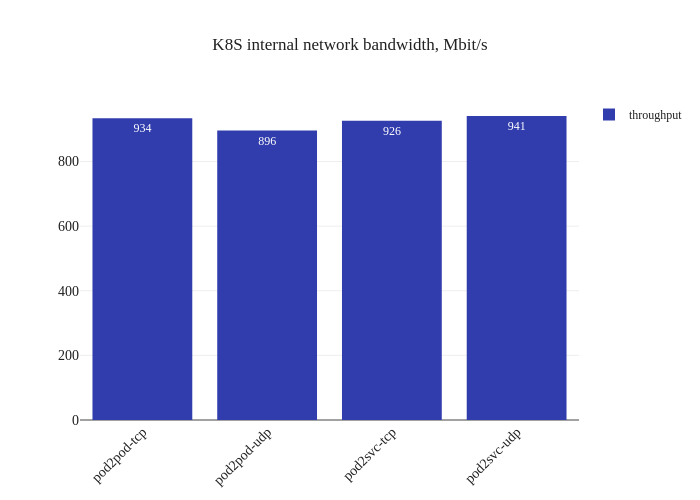 K8S internal network bandwidth, Mbit/s
throughput
934
896
926
941
800
600
400
200
0
pod2pod-tcp
pod2pod-udp
pod2svc-tcp
pod2svc-udp